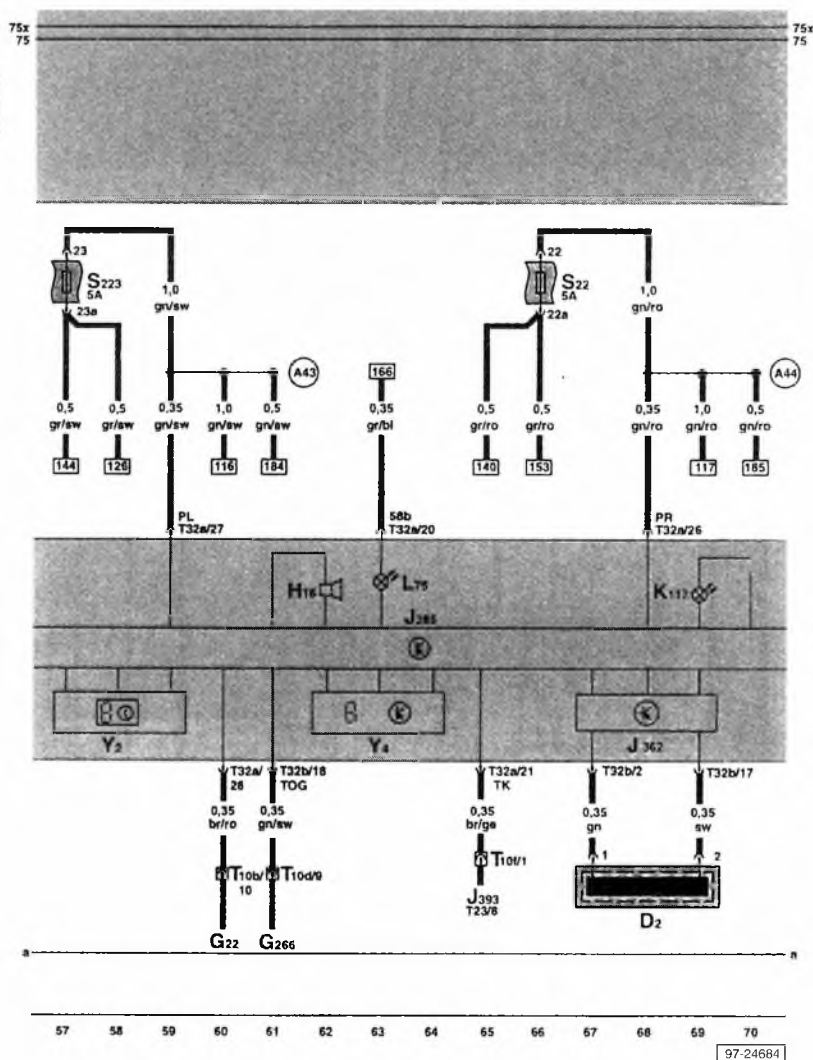 75x 75x
75 75
23 22
S223 S22
5A 5A
1,0 1,0
gn/sw gn/ro
23a 22a
A43 166 A44
0,5 0,5 0,35 1,0 0,5 0,35 0,5 0,5 0,35 1,0 0,5
gr/sw gr/sw gn/sw gn/sw gn/sw gr/bl gr/ro gr/ro gn/ro gn/ro gn/ro
144 126 116 184 140 153 117 185
PL 58b PR
T32a/27 T32a/20 T32a/26
H16 L75 K117
J285
Y2 Y4 J362
T32a/ T32b/18 T32a/21 T32b/2 T32b/17
28 TOG TK
0,35 0,35 0,35 0,35 0,35
br/ro gn/sw br/ge gn sw
T10b/ T10d/9 T10f/1 1 2
10
G22 G266 J393 D2
T23/8
a a
57 58 59 60 61 62 63 64 65 66 67 68 69 70
97-24684